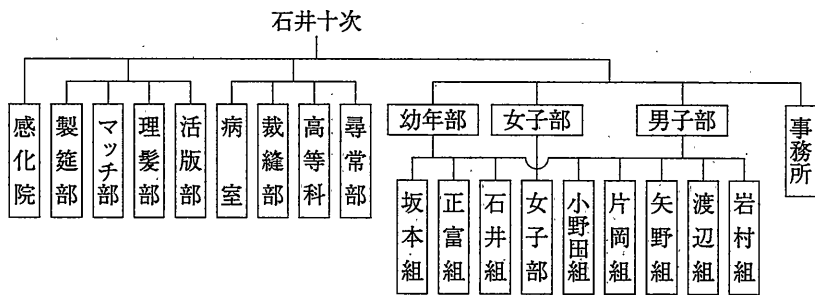 石井十次
感化院
製筵部
マッチ部
理髪部
活版部
病室
裁縫部
高等科
尋常部
幼年部
女子部
男子部
事務所
坂本組
正富組
石井組
女子部
小野田組
片岡組
矢野組
渡辺組
岩村組